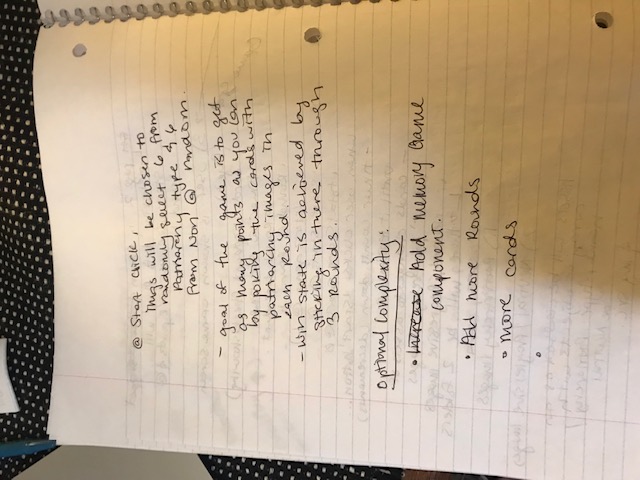 @ Start click,
Imgs will be chosen to
randomly select 6 from
Patriarchy type & 6
from Non @ random.
- goal of the game is to get
as many points as you can
by poking the cards with
patriarchy images in
each round.
- Win state is achieved by
sticking in there through
3 Rounds.
Optional Complexity:
• Increase Add memory Game
component.
• Add more Rounds
• more cards
•